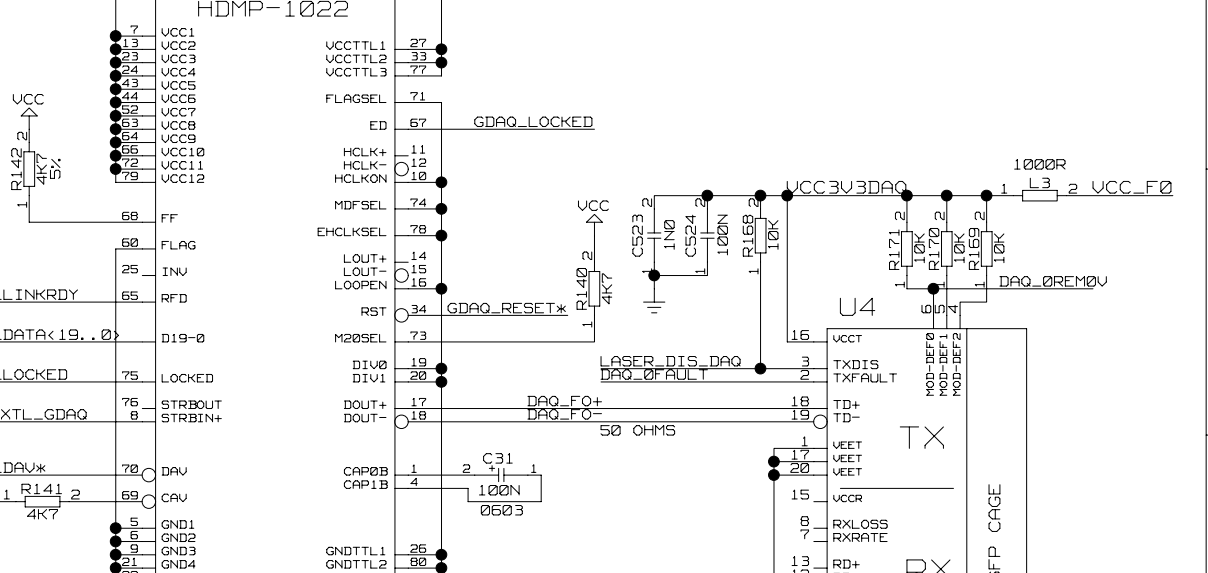 HDMP-1022
7 VCC1
13 VCC2
23 VCC3
24 VCC4
43 VCC5
44 VCC6
52 VCC7
63 VCC8
64 VCC9
66 VCC10
72 VCC11
79 VCC12
68 FF
60 FLAG
25 INV
LINKRDY 65 RFD
DATA<19..0> D19-0
LOCKED 75 LOCKED
76 STRBOUT
XTL_GDAQ 8 STRBIN+
DAV* 70 DAV
1 R141 2 69 CAV
4K7
5 GND1
6 GND2
9 GND3
21 GND4
VCC
2
R142
4K7
5%
1
VCCTTL1 27
VCCTTL2 33
VCCTTL3 77
FLAGSEL 71
ED 67 GDAQ_LOCKED
HCLK+ 11
HCLK- 12
HCLKON 10
MDFSEL 74
EHCLKSEL 78
LOUT+ 14
LOUT- 15
LOOPEN 16
RST 34 GDAQ_RESET*
M20SEL 73
DIV0 19
DIV1 20
DOUT+ 17 DAQ_FO+
DOUT- 18 DAQ_FO-
50 OHMS
CAP0B 1
CAP1B 4
C31
2 + 1
100N
0603
GNDTTL1 26
GNDTTL2 80
VCC
2
R140
4K7
1
VCC3V3DAQ
1000R
1 L3 2 VCC_F0
2
C523
1N0
1
2
C524
100N
1
2
R168
10K
1
2
R171
10K
1
2
R170
10K
1
2
R169
10K
1
DAQ_0REM0V
U4
6 MOD-DEF0
5 MOD-DEF1
4 MOD-DEF2
16 VCCT
LASER_DIS_DAQ 3 TXDIS
DAQ_0FAULT 2 TXFAULT
18 TD+
19 TD-
TX
1 VEET
17 VEET
20 VEET
15 VCCR
8 RXLOSS
7 RXRATE
13 RD+
RX
CAGE